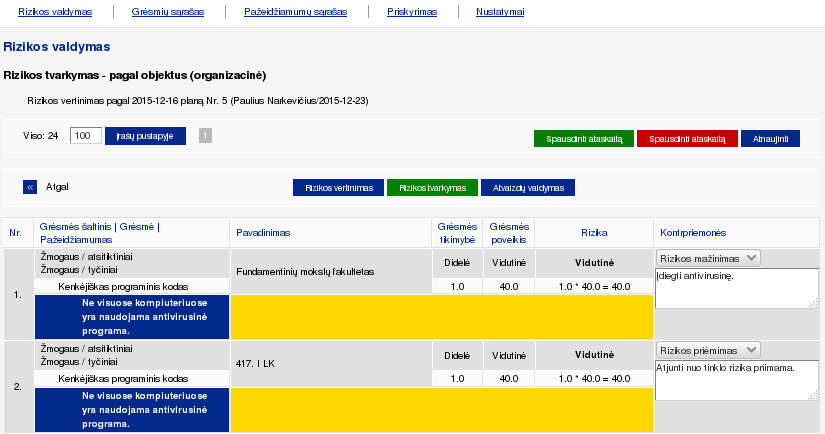 Rizikos valdymas Grėsmių sąrašas Pažeidžiamumų sąrašas Priskyrimas Nustatymai
Rizikos valdymas
Rizikos tvarkymas - pagal objektus (organizacinė)
Rizikos vertinimas pagal 2015-12-16 planą Nr. 5 (Paulius Narkevičius/2015-12-23)
Viso: 24 100 Įrašų puslapyje 1 Spausdinti ataskaitą Spausdinti ataskaitą Atnaujinti
« Atgal Rizikos vertinimas Rizikos tvarkymas Atvaizdų valdymas
Nr. Grėsmės šaltinis | Grėsmė | Pažeidžiamumas Pavadinimas Grėsmės tikimybė Grėsmės poveikis Rizika Kontrpriemonės
1.
Žmogaus / atsitiktiniai
Žmogaus / tyčiniai
Fundamentinių mokslų fakultetas Didelė Vidutinė Vidutinė
Rizikos mažinimas
Įdiegti antivirusinę.
Kenkėjiškas programinis kodas 1.0 40.0 1.0 * 40.0 = 40.0
Ne visuose kompiuteriuose
yra naudojama antivirusinė
programa.
2.
Žmogaus / atsitiktiniai
Žmogaus / tyčiniai
417. I LK Didelė Vidutinė Vidutinė
Rizikos priėmimas
Atjunti nuo tinklo rizika priimama.
Kenkėjiškas programinis kodas 1.0 40.0 1.0 * 40.0 = 40.0
Ne visuose kompiuteriuose
yra naudojama antivirusinė
programa.